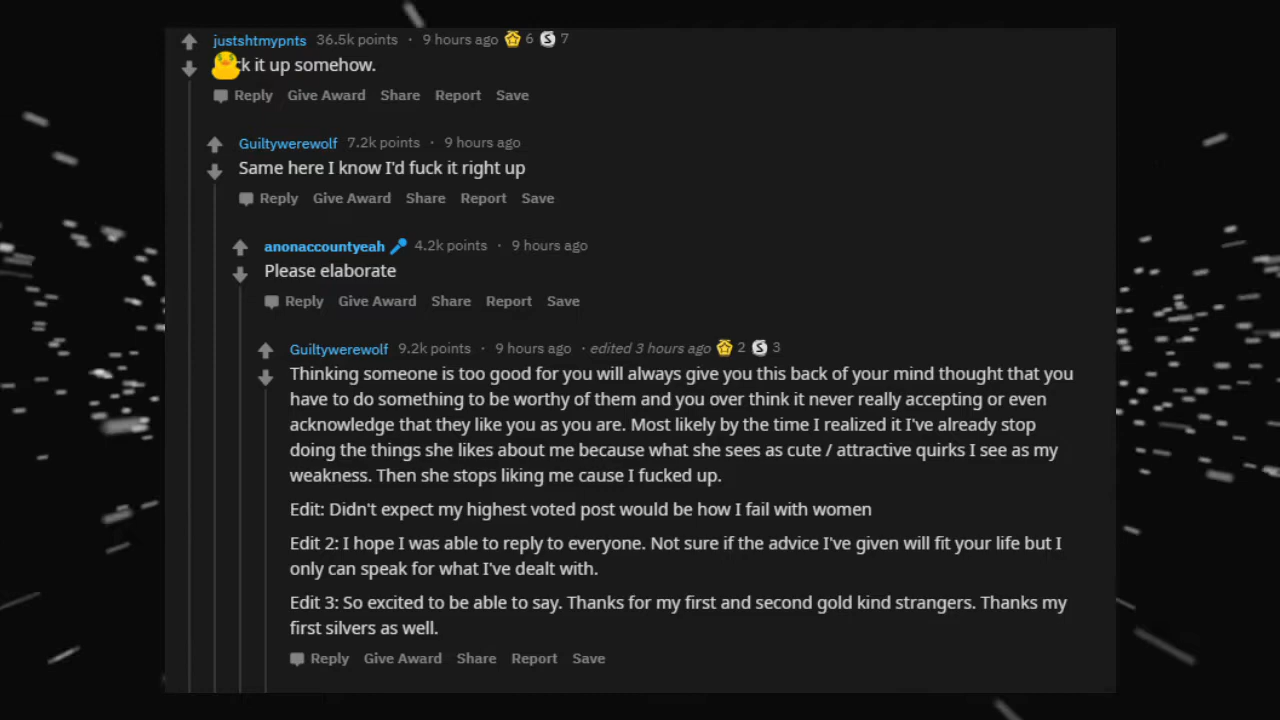 justshtmypnts 36.5k points · 9 hours ago 6 S 7
ck it up somehow.
Reply Give Award Share Report Save
Guiltywerewolf 7.2k points · 9 hours ago
Same here I know I'd fuck it right up
Reply Give Award Share Report Save
anonaccountyeah 4.2k points · 9 hours ago
Please elaborate
Reply Give Award Share Report Save
Guiltywerewolf 9.2k points · 9 hours ago · edited 3 hours ago 2 S 3
Thinking someone is too good for you will always give you this back of your mind thought that you
have to do something to be worthy of them and you over think it never really accepting or even
acknowledge that they like you as you are. Most likely by the time I realized it I've already stop
doing the things she likes about me because what she sees as cute / attractive quirks I see as my
weakness. Then she stops liking me cause I fucked up.
Edit: Didn't expect my highest voted post would be how I fail with women
Edit 2: I hope I was able to reply to everyone. Not sure if the advice I've given will fit your life but I
only can speak for what I've dealt with.
Edit 3: So excited to be able to say. Thanks for my first and second gold kind strangers. Thanks my
first silvers as well.
Reply Give Award Share Report Save